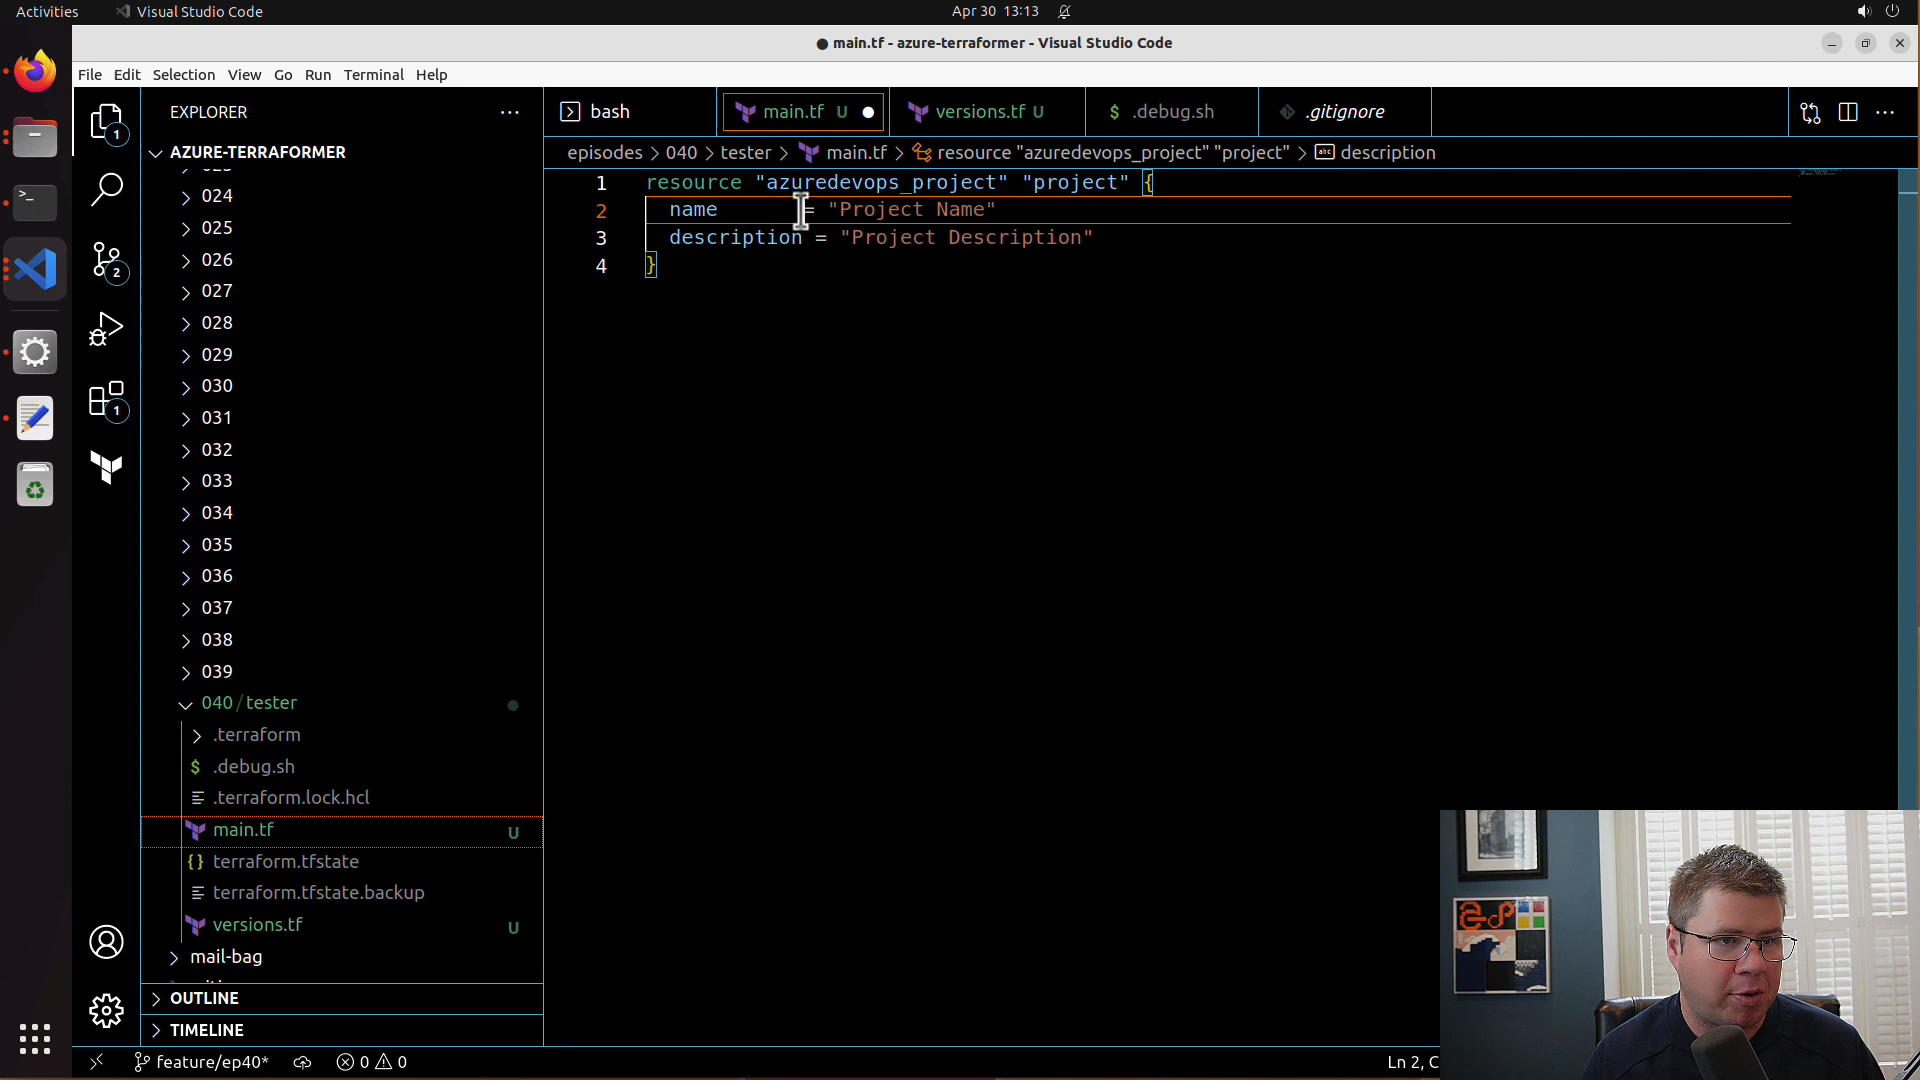 Activities
Visual Studio Code
Apr 30 13:13
main.tf - azure-terraformer - Visual Studio Code
File Edit Selection View Go Run Terminal Help
EXPLORER
bash
main.tf U
versions.tf U
$ .debug.sh
.gitignore
AZURE-TERRAFORMER
episodes > 040 > tester > main.tf > resource "azuredevops_project" "project" > abc description
1 resource "azuredevops_project" "project" {
2 name = "Project Name"
3 description = "Project Description"
4 }
1
2
1
024
025
026
027
028
029
030
031
032
033
034
035
036
037
038
039
040 / tester
.terraform
$ .debug.sh
.terraform.lock.hcl
main.tf U
{} terraform.tfstate
terraform.tfstate.backup
versions.tf U
mail-bag
OUTLINE
TIMELINE
feature/ep40* 0 0
Ln 2, C